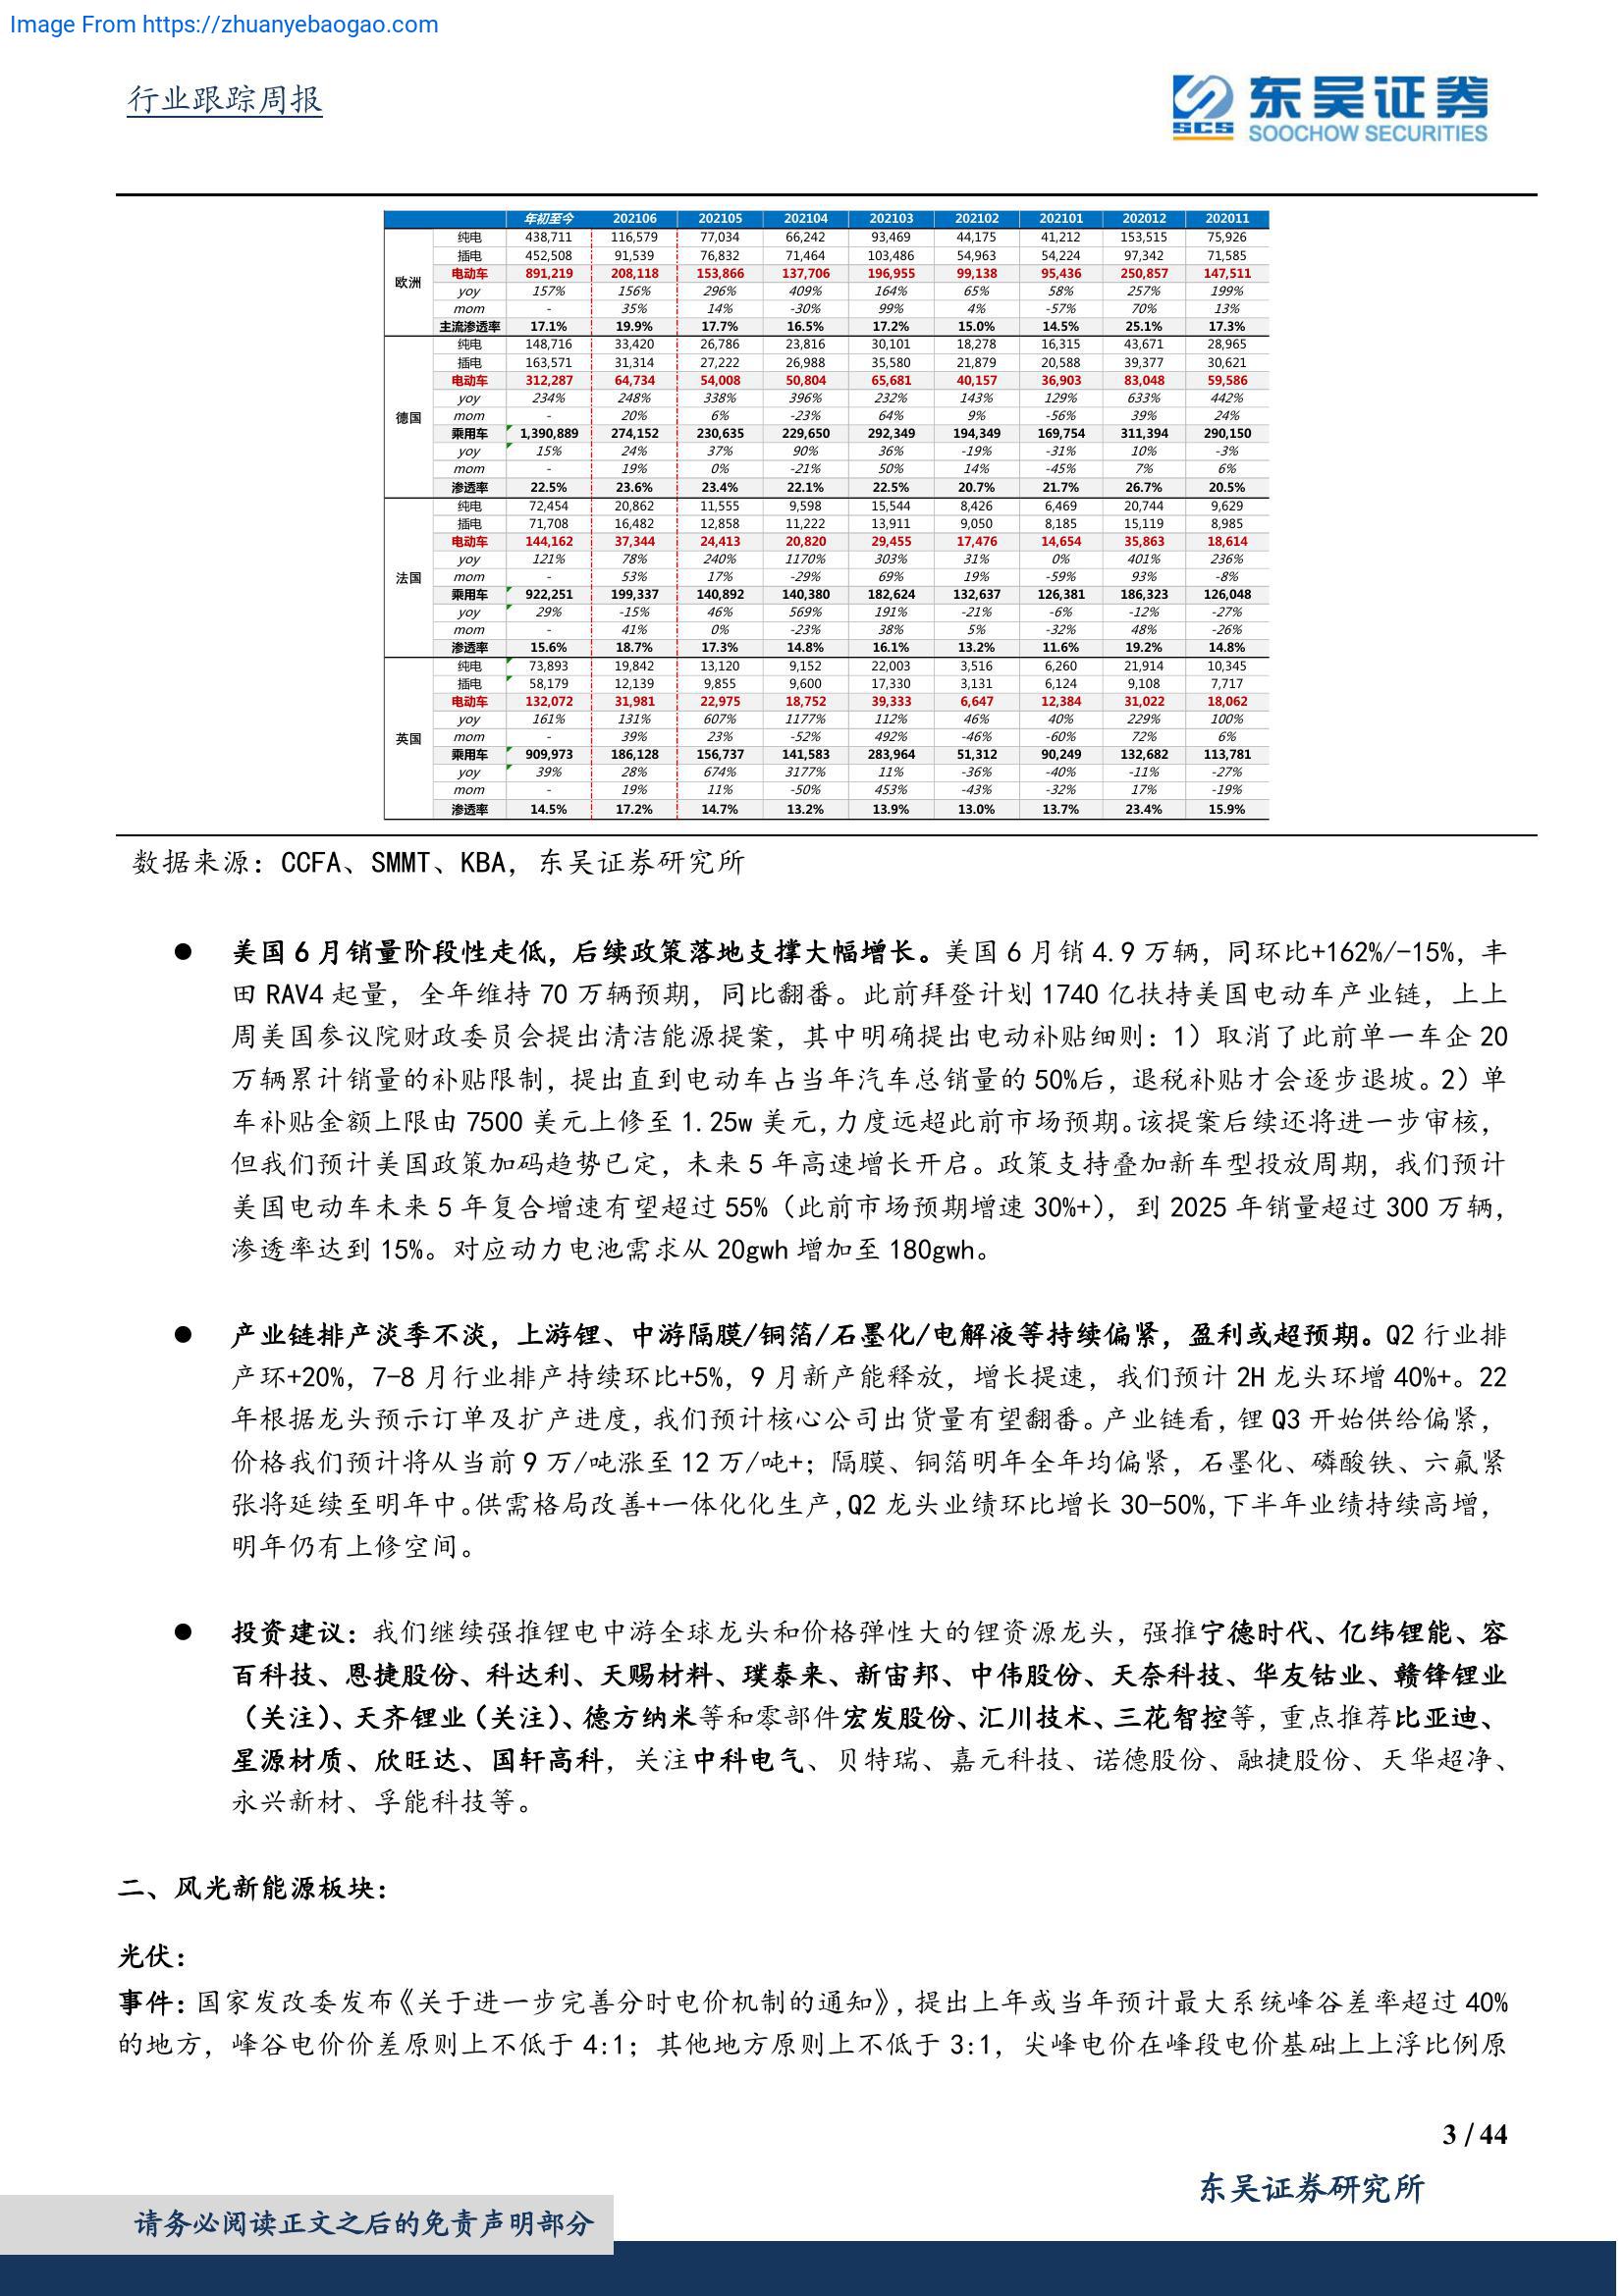 Image From https://zhuanyebaogao.com
行业跟踪周报
东吴证券
SCS
SOOCHOW SECURITIES
年初至今 202106 202105 202104 202103 202102 202101 202012 202011
欧洲
纯电 438,711 116,579 77,034 66,242 93,469 44,175 41,212 153,515 75,926
插电 452,508 91,539 76,832 71,464 103,486 54,963 54,224 97,342 71,585
电动车 891,219 208,118 153,866 137,706 196,955 99,138 95,436 250,857 147,511
yoy 157% 156% 296% 409% 164% 65% 58% 257% 199%
mom - 35% 14% -30% 99% 4% -57% 70% 13%
主流渗透率 17.1% 19.9% 17.7% 16.5% 17.2% 15.0% 14.5% 25.1% 17.3%
德国
纯电 148,716 33,420 26,786 23,816 30,101 18,278 16,315 43,671 28,965
插电 163,571 31,314 27,222 26,988 35,580 21,879 20,588 39,377 30,621
电动车 312,287 64,734 54,008 50,804 65,681 40,157 36,903 83,048 59,586
yoy 234% 248% 338% 396% 232% 143% 129% 633% 442%
mom - 20% 6% -23% 64% 9% -56% 39% 24%
乘用车 1,390,889 274,152 230,635 229,650 292,349 194,349 169,754 311,394 290,150
yoy 15% 24% 37% 90% 36% -19% -31% 10% -3%
mom - 19% 0% -21% 50% 14% -45% 7% 6%
渗透率 22.5% 23.6% 23.4% 22.1% 22.5% 20.7% 21.7% 26.7% 20.5%
法国
纯电 72,454 20,862 11,555 9,598 15,544 8,426 6,469 20,744 9,629
插电 71,708 16,482 12,858 11,222 13,911 9,050 8,185 15,119 8,985
电动车 144,162 37,344 24,413 20,820 29,455 17,476 14,654 35,863 18,614
yoy 121% 78% 240% 1170% 303% 31% 0% 401% 236%
mom - 53% 17% -29% 69% 19% -59% 93% -8%
乘用车 922,251 199,337 140,892 140,380 182,624 132,637 126,381 186,323 126,048
yoy 29% -15% 46% 569% 191% -21% -6% -12% -27%
mom - 41% 0% -23% 38% 5% -32% 48% -26%
渗透率 15.6% 18.7% 17.3% 14.8% 16.1% 13.2% 11.6% 19.2% 14.8%
英国
纯电 73,893 19,842 13,120 9,152 22,003 3,516 6,260 21,914 10,345
插电 58,179 12,139 9,855 9,600 17,330 3,131 6,124 9,108 7,717
电动车 132,072 31,981 22,975 18,752 39,333 6,647 12,384 31,022 18,062
yoy 161% 131% 607% 1177% 112% 46% 40% 229% 100%
mom - 39% 23% -52% 492% -46% -60% 72% 6%
乘用车 909,973 186,128 156,737 141,583 283,964 51,312 90,249 132,682 113,781
yoy 39% 28% 674% 3177% 11% -36% -40% -11% -27%
mom - 19% 11% -50% 453% -43% -32% 17% -19%
渗透率 14.5% 17.2% 14.7% 13.2% 13.9% 13.0% 13.7% 23.4% 15.9%
数据来源：CCFA、SMMT、KBA，东吴证券研究所
● 美国 6 月销量阶段性走低，后续政策落地支撑大幅增长。美国 6 月销 4.9 万辆，同环比+162%/-15%，丰
田 RAV4 起量，全年维持 70 万辆预期，同比翻番。此前拜登计划 1740 亿扶持美国电动车产业链，上上
周美国参议院财政委员会提出清洁能源提案，其中明确提出电动补贴细则：1）取消了此前单一车企 20
万辆累计销量的补贴限制，提出直到电动车占当年汽车总销量的 50%后，退税补贴才会逐步退坡。2）单
车补贴金额上限由 7500 美元上修至 1.25w 美元,力度远超此前市场预期。该提案后续还将进一步审核，
但我们预计美国政策加码趋势已定，未来 5 年高速增长开启。政策支持叠加新车型投放周期，我们预计
美国电动车未来 5 年复合增速有望超过 55%（此前市场预期增速 30%+），到 2025 年销量超过 300 万辆，
渗透率达到 15%。对应动力电池需求从 20gwh 增加至 180gwh。
● 产业链排产淡季不淡，上游锂、中游隔膜/铜箔/石墨化/电解液等持续偏紧，盈利或超预期。Q2 行业排
产环+20%，7-8 月行业排产持续环比+5%，9 月新产能释放，增长提速，我们预计 2H 龙头环增 40%+。22
年根据龙头预示订单及扩产进度，我们预计核心公司出货量有望翻番。产业链看，锂 Q3 开始供给偏紧，
价格我们预计将从当前 9 万/吨涨至 12 万/吨+；隔膜、铜箔明年全年均偏紧，石墨化、磷酸铁、六氟紧
张将延续至明年中。供需格局改善+一体化化生产,Q2 龙头业绩环比增长 30-50%,下半年业绩持续高增，
明年仍有上修空间。
● 投资建议：我们继续强推锂电中游全球龙头和价格弹性大的锂资源龙头，强推宁德时代、亿纬锂能、容
百科技、恩捷股份、科达利、天赐材料、璞泰来、新宙邦、中伟股份、天奈科技、华友钴业、赣锋锂业
（关注）、天齐锂业（关注）、德方纳米等和零部件宏发股份、汇川技术、三花智控等，重点推荐比亚迪、
星源材质、欣旺达、国轩高科，关注中科电气、贝特瑞、嘉元科技、诺德股份、融捷股份、天华超净、
永兴新材、孚能科技等。
二、风光新能源板块：
光伏：
事件：国家发改委发布《关于进一步完善分时电价机制的通知》，提出上年或当年预计最大系统峰谷差率超过 40%
的地方，峰谷电价价差原则上不低于 4:1；其他地方原则上不低于 3:1，尖峰电价在峰段电价基础上上浮比例原
3 / 44
东吴证券研究所
请务必阅读正文之后的免责声明部分